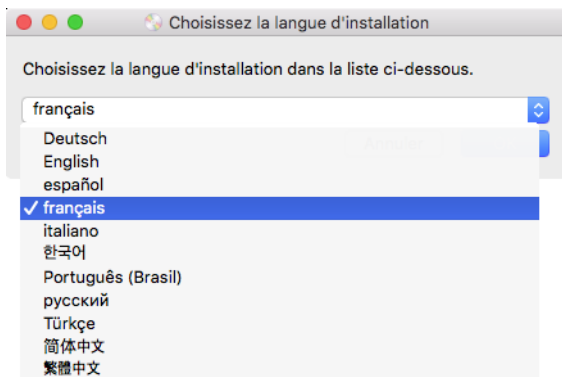 Choisissez la langue d'installation
Choisissez la langue d'installation dans la liste ci-dessous.
français
Deutsch
English
español
✓ français
italiano
한국어
Português (Brasil)
русский
Türkçe
简体中文
繁體中文